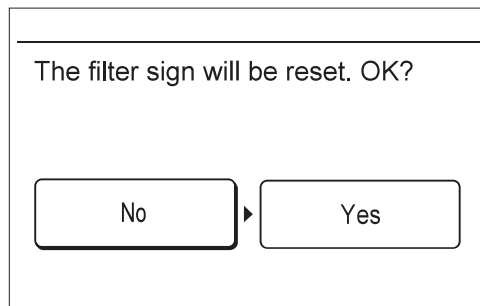 The filter sign will be reset. OK?
No
Yes